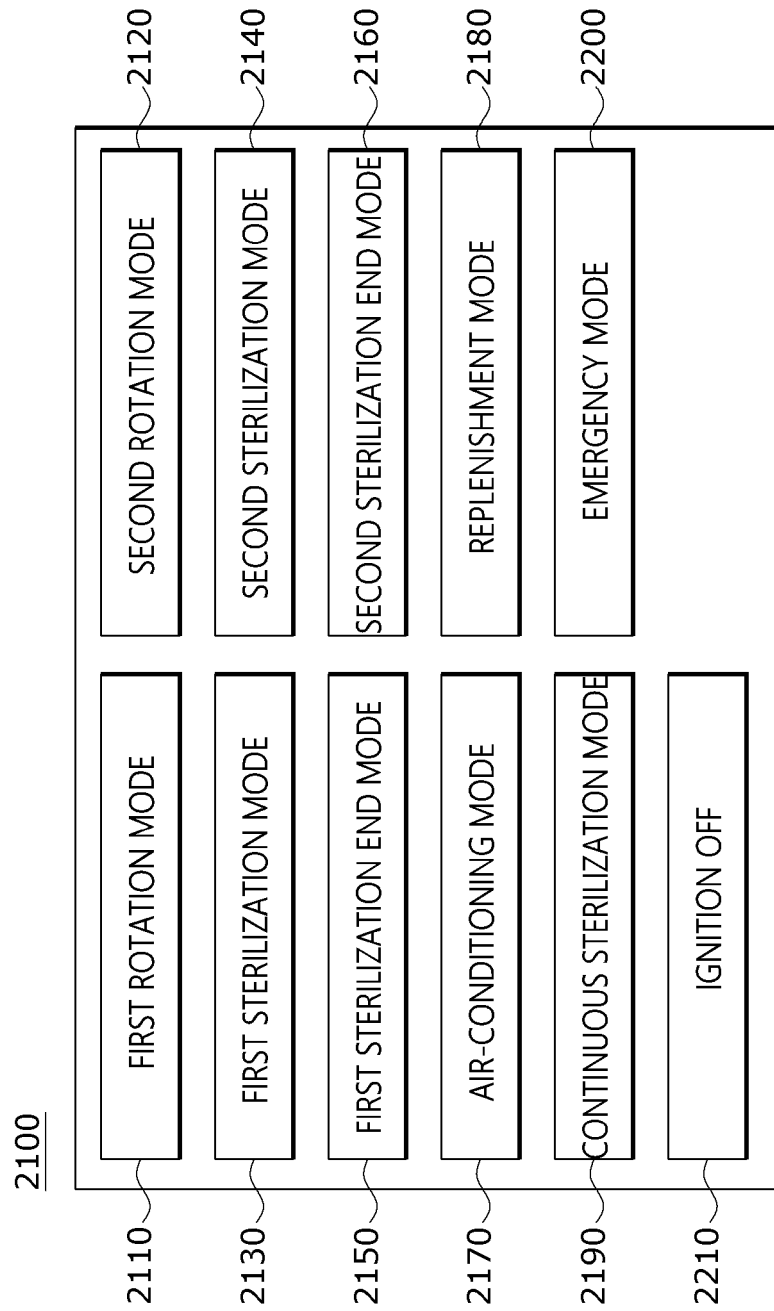 2100
2110
FIRST ROTATION MODE
SECOND ROTATION MODE
2120
2130
FIRST STERILIZATION MODE
SECOND STERILIZATION MODE
2140
2150
FIRST STERILIZATION END MODE
SECOND STERILIZATION END MODE
2160
2170
AIR-CONDITIONING MODE
REPLENISHMENT MODE
2180
2190
CONTINUOUS STERILIZATION MODE
EMERGENCY MODE
2200
2210
IGNITION OFF